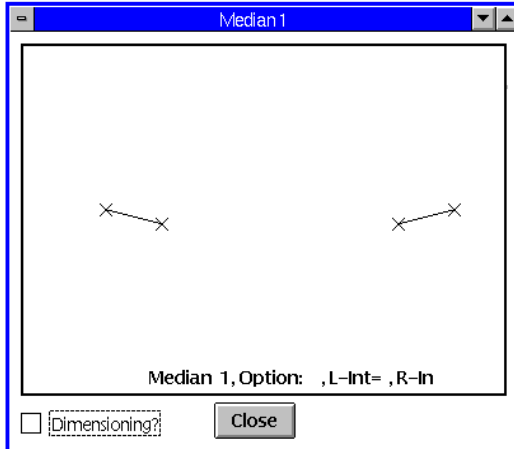 Median 1
Median 1, Option:   , L-Int= , R-In
Dimensioning?
Close